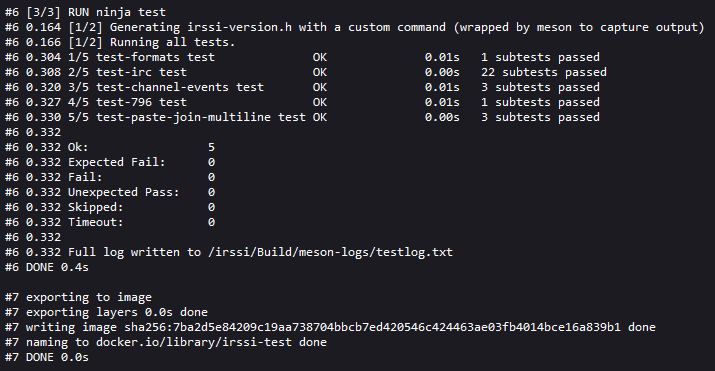 #6 [3/3] RUN ninja test
#6 0.164 [1/2] Generating irssi-version.h with a custom command (wrapped by meson to capture output)
#6 0.166 [1/2] Running all tests.
#6 0.304 1/5 test-formats test             OK              0.01s   1 subtests passed
#6 0.308 2/5 test-irc test                 OK              0.00s   22 subtests passed
#6 0.320 3/5 test-channel-events test      OK              0.01s   3 subtests passed
#6 0.327 4/5 test-796 test                 OK              0.01s   1 subtests passed
#6 0.330 5/5 test-paste-join-multiline test OK             0.00s   3 subtests passed
#6 0.332
#6 0.332 Ok:                 5
#6 0.332 Expected Fail:      0
#6 0.332 Fail:               0
#6 0.332 Unexpected Pass:    0
#6 0.332 Skipped:            0
#6 0.332 Timeout:            0
#6 0.332
#6 0.332 Full log written to /irssi/Build/meson-logs/testlog.txt
#6 DONE 0.4s

#7 exporting to image
#7 exporting layers 0.0s done
#7 writing image sha256:7ba2d5e84209c19aa738704bbcb7ed420546c424463ae03fb4014bce16a839b1 done
#7 naming to docker.io/library/irssi-test done
#7 DONE 0.0s